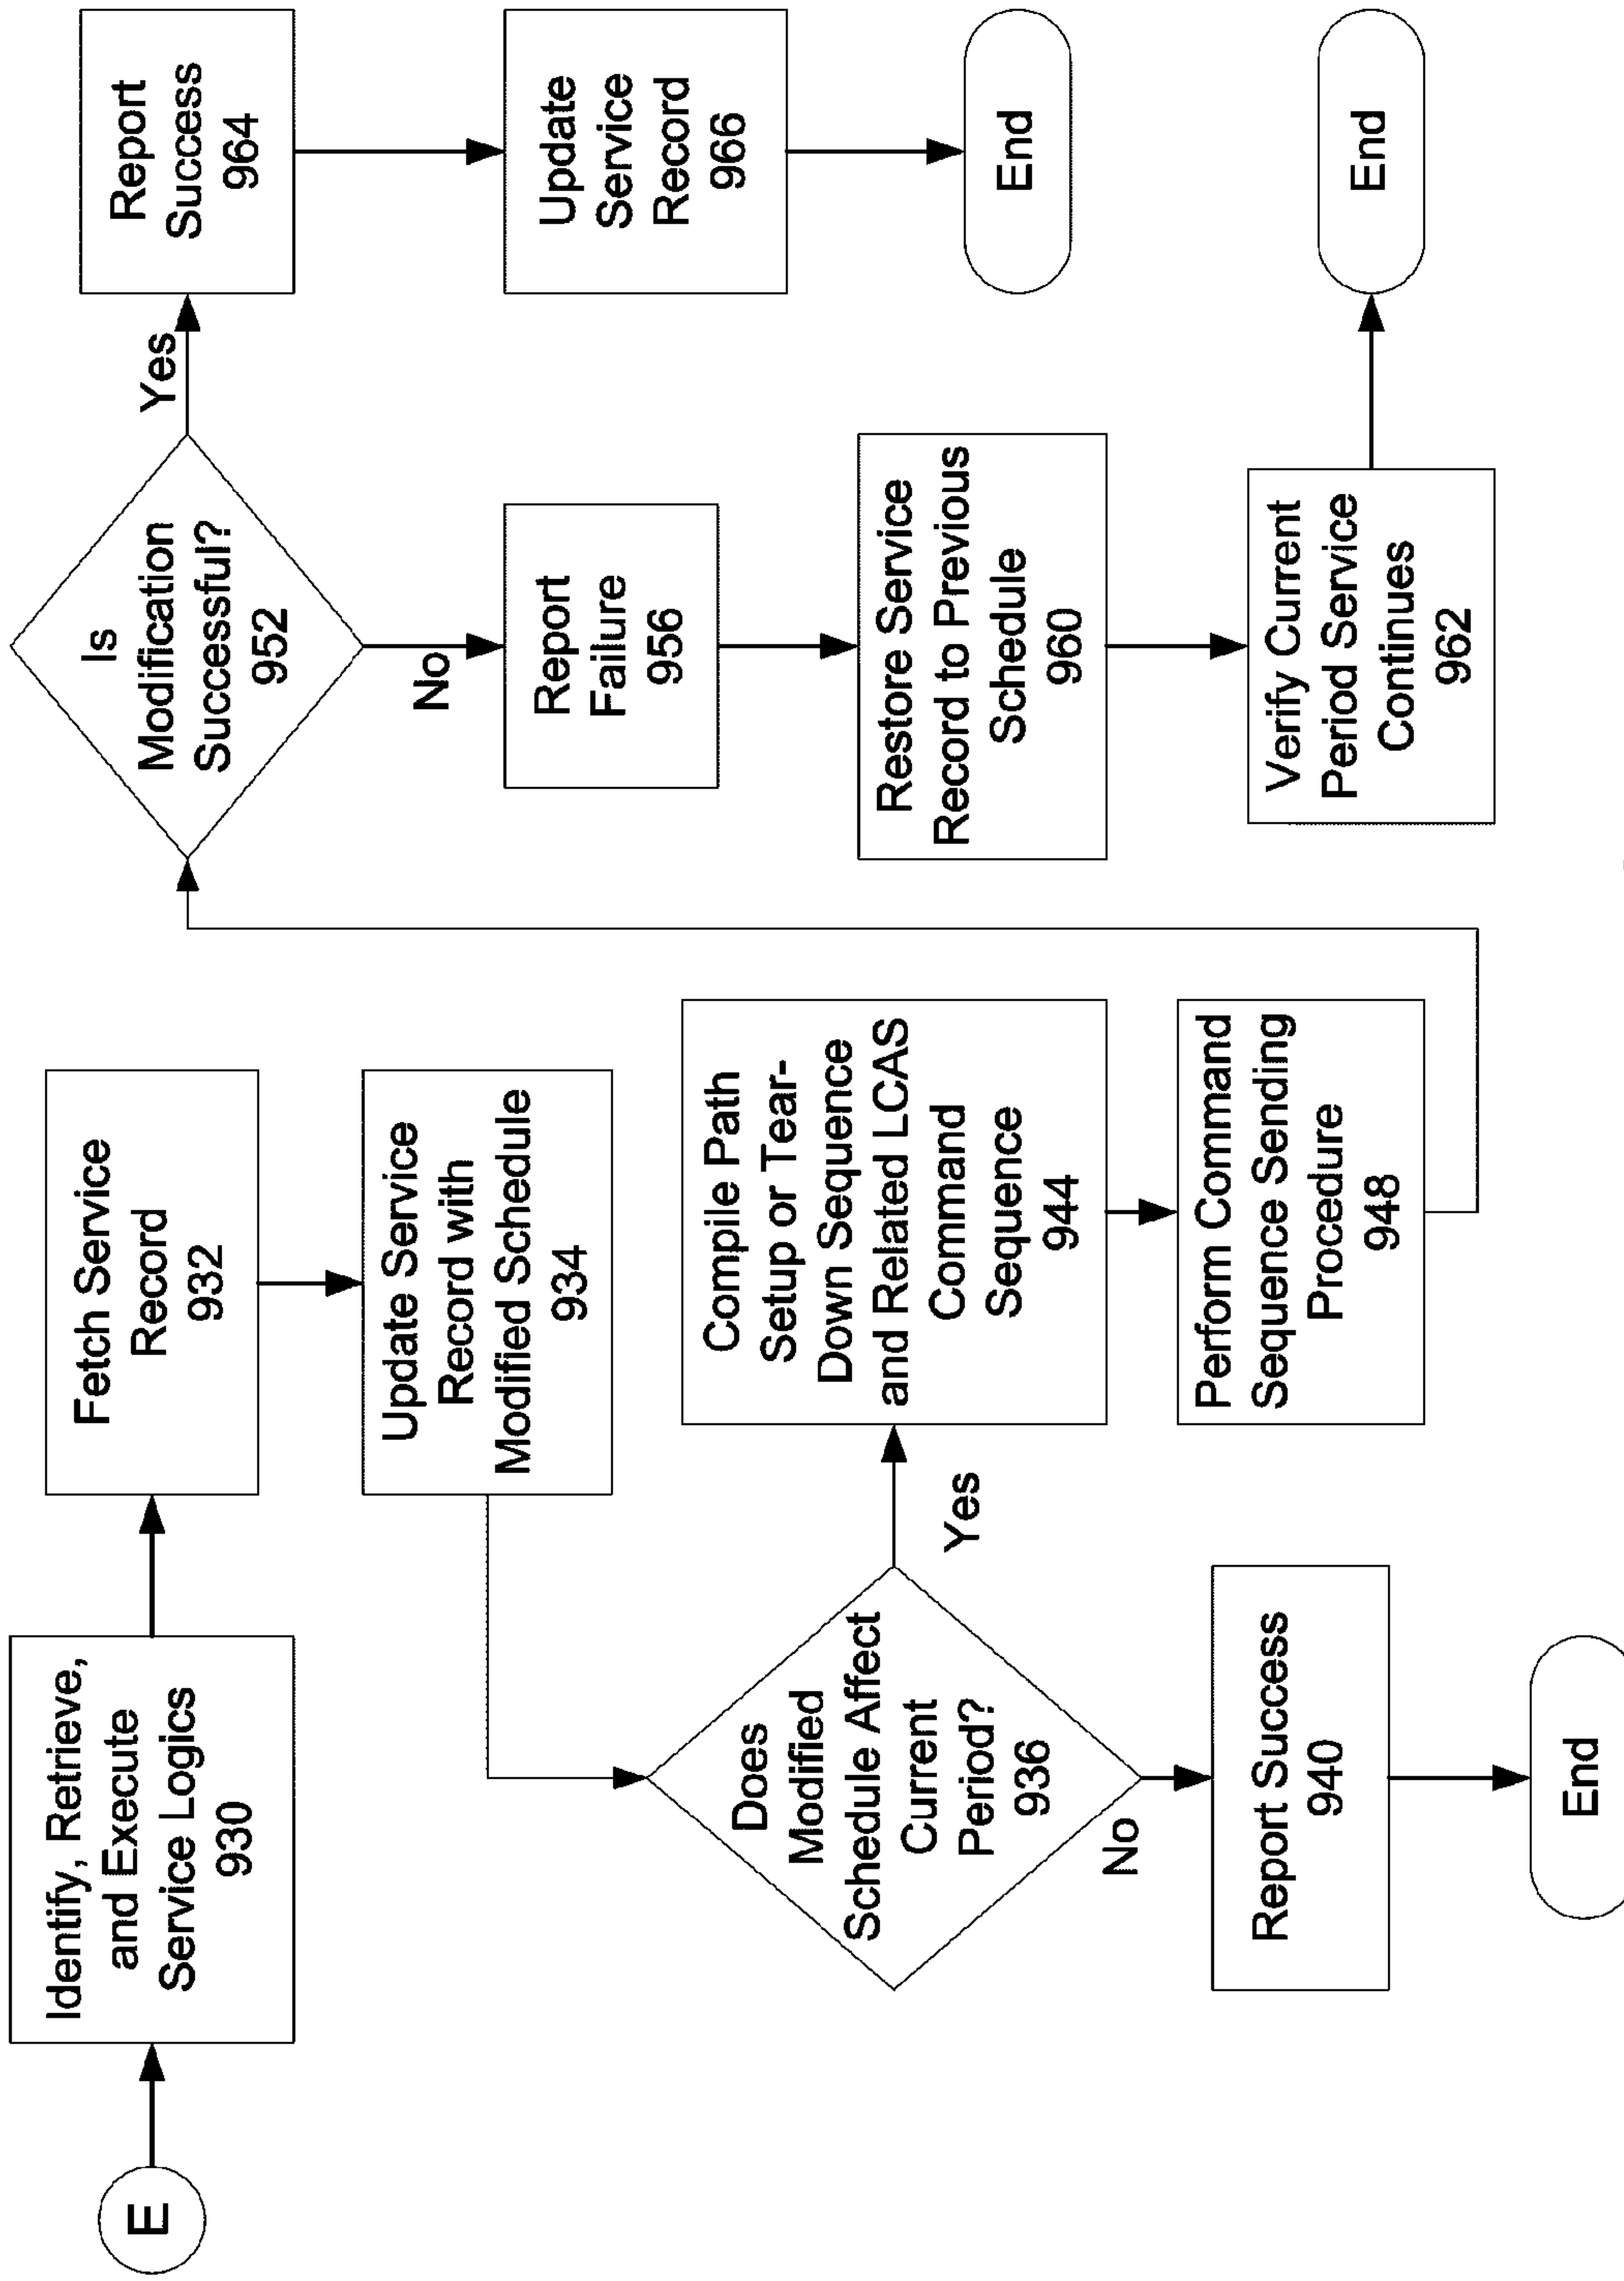 E
Identify, Retrieve,
and Execute
Service Logics
930
Fetch Service
Record
932
Update Service
Record with
Modified Schedule
934
Does
Modified
Schedule Affect
Current
Period?
936
Yes
No
Report Success
940
End
Compile Path
Setup or Tear-
Down Sequence
and Related LCAS
Command
Sequence
944
Perform Command
Sequence Sending
Procedure
948
Is
Modification
Successful?
952
Yes
No
Report
Failure
956
Restore Service
Record to Previous
Schedule
960
Verify Current
Period Service
Continues
962
End
Report
Success
964
Update
Service
Record
966
End